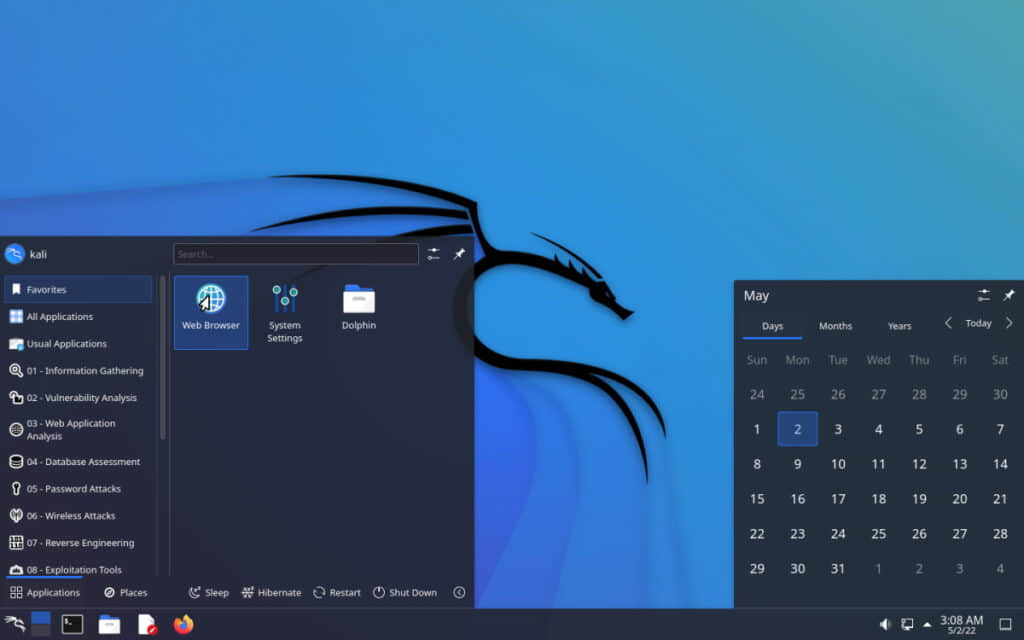 kali
Search...
Favorites
All Applications
Usual Applications
01 - Information Gathering
02 - Vulnerability Analysis
03 - Web Application
Analysis
04 - Database Assessment
05 - Password Attacks
06 - Wireless Attacks
07 - Reverse Engineering
08 - Exploitation Tools
Web Browser
System
Settings
Dolphin
Applications
Places
Sleep
Hibernate
Restart
Shut Down
May
Days Months Years Today
Sun Mon Tue Wed Thu Fri Sat
24 25 26 27 28 29 30
1 2 3 4 5 6 7
8 9 10 11 12 13 14
15 16 17 18 19 20 21
22 23 24 25 26 27 28
29 30 31 1 2 3 4
3:08 AM
5/2/22